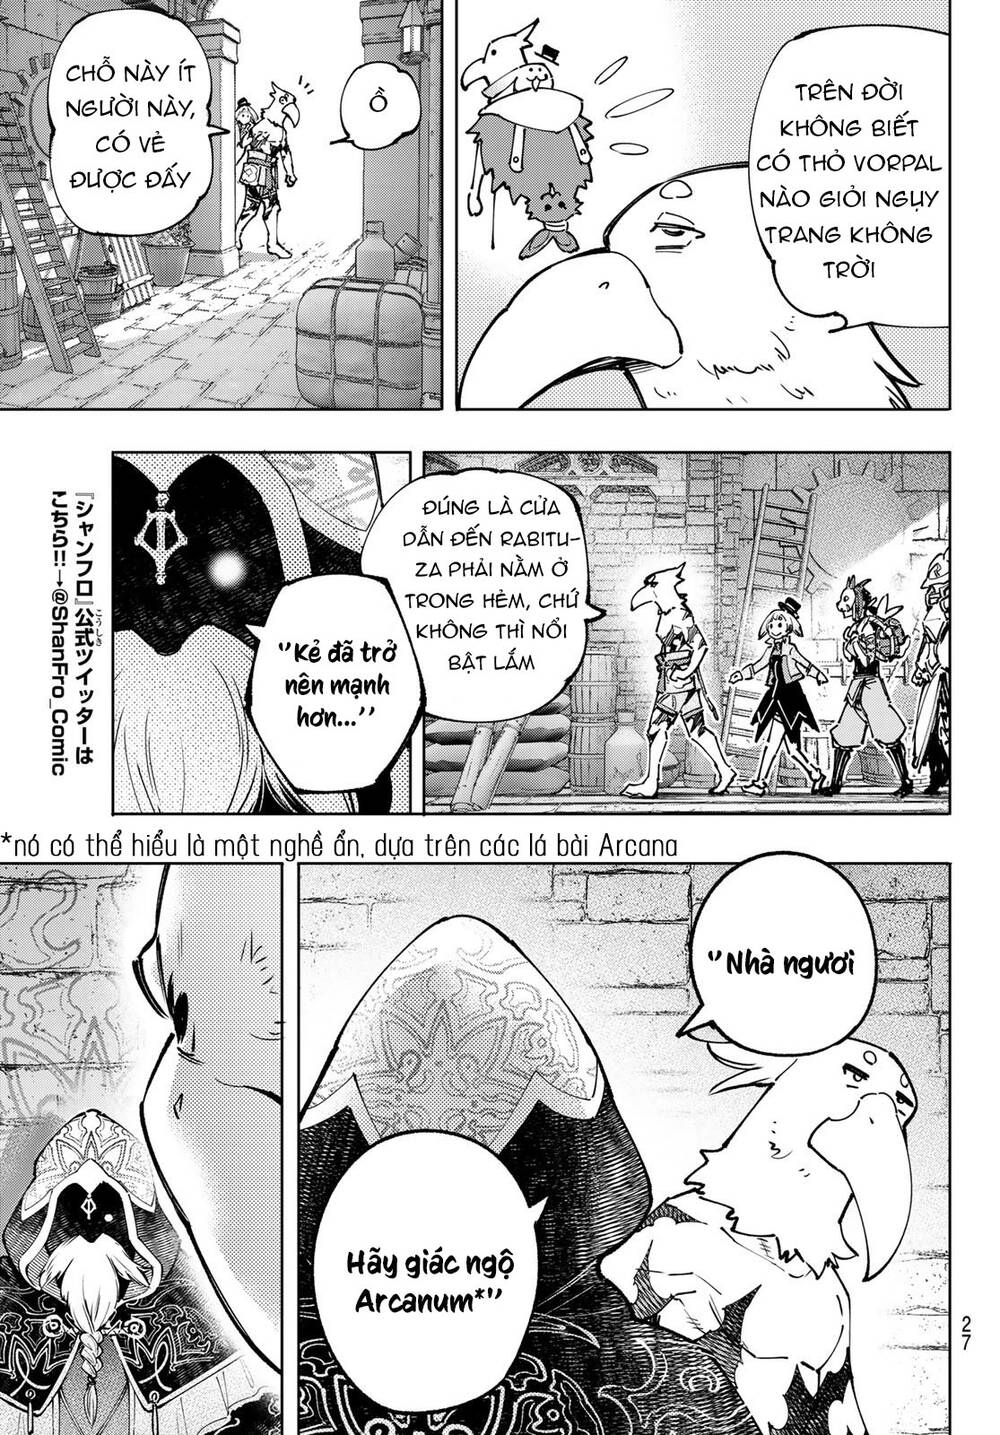 TRÊN ĐỜI
KHÔNG BIẾT
CÓ THỎ VORPAL
NÀO GIỎI NGỤY
TRANG KHÔNG
TRỜI
Ồ
CHỖ NÀY ÍT
NGƯỜI NÀY,
CÓ VẺ
ĐƯỢC ĐẤY
ĐÚNG LÀ CỬA
DẪN ĐẾN RABITU-
ZA PHẢI NẰM Ở
TRONG HẺM, CHỨ
KHÔNG THÌ NỔI
BẬT LẮM
"Kẻ đã trở
nên mạnh
hơn..."
『シャンフロ』公式ツイッターは
こうしき
こちら!!→@ShanFro_Comic
*nó có thể hiểu là một nghề ẩn, dựa trên các lá bài Arcana
"Nhà ngươi
Hãy giác ngộ
Arcanum*"
27